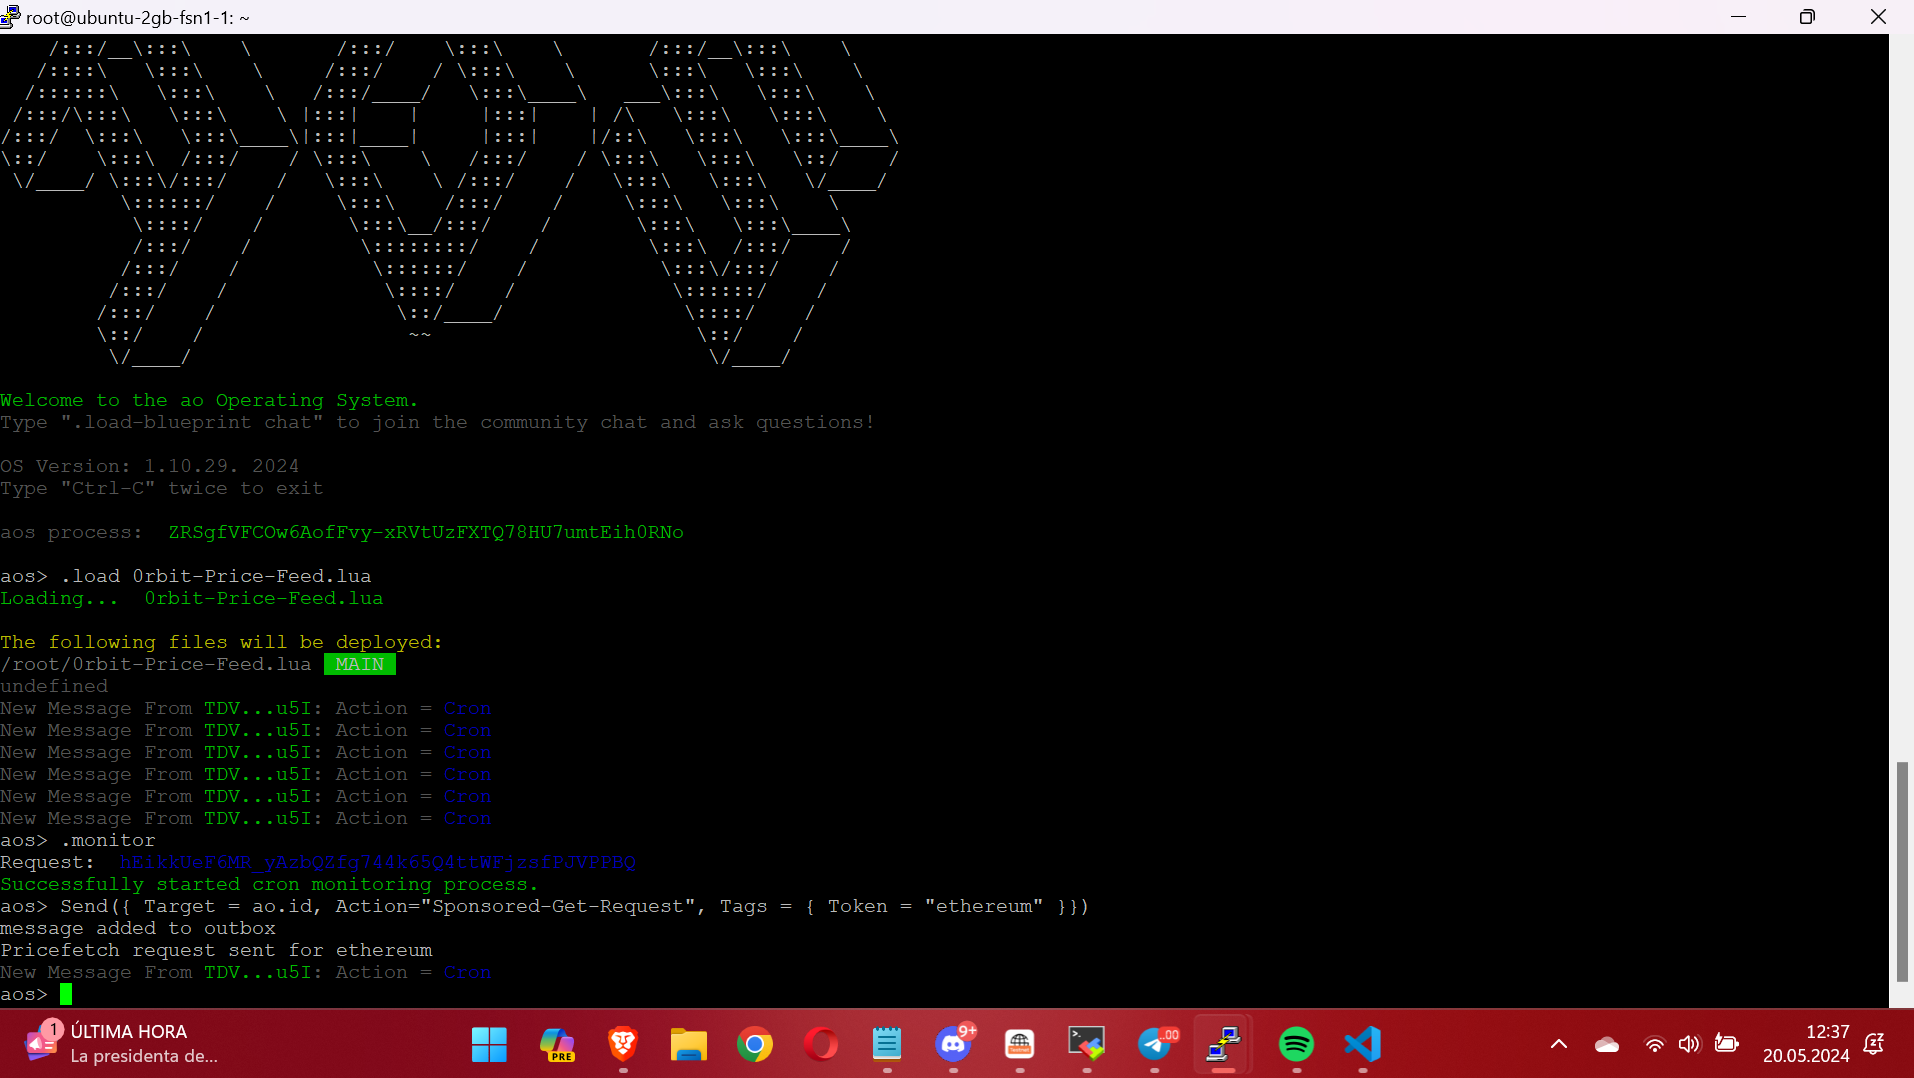 root@ubuntu-2gb-fsn1-1: ~
Welcome to the ao Operating System.
Type ".load-blueprint chat" to join the community chat and ask questions!
OS Version: 1.10.29. 2024
Type "Ctrl-C" twice to exit
aos process:  ZRSgfVFCOw6AofFvy-xRVtUzFXTQ78HU7umtEih0RNo
aos> .load 0rbit-Price-Feed.lua
Loading...  0rbit-Price-Feed.lua
The following files will be deployed:
/root/0rbit-Price-Feed.lua  MAIN
undefined
New Message From TDV...u5I: Action = Cron
New Message From TDV...u5I: Action = Cron
New Message From TDV...u5I: Action = Cron
New Message From TDV...u5I: Action = Cron
New Message From TDV...u5I: Action = Cron
New Message From TDV...u5I: Action = Cron
aos> .monitor
Request:  hEikkUeF6MR_yAzbQZfg744k65Q4ttWFjzsfPJVPPBQ
Successfully started cron monitoring process.
aos> Send({ Target = ao.id, Action="Sponsored-Get-Request", Tags = { Token = "ethereum" }})
message added to outbox
Pricefetch request sent for ethereum
New Message From TDV...u5I: Action = Cron
aos>
1
ÚLTIMA HORA
La presidenta de...
PRE
9+
.00
12:37
20.05.2024